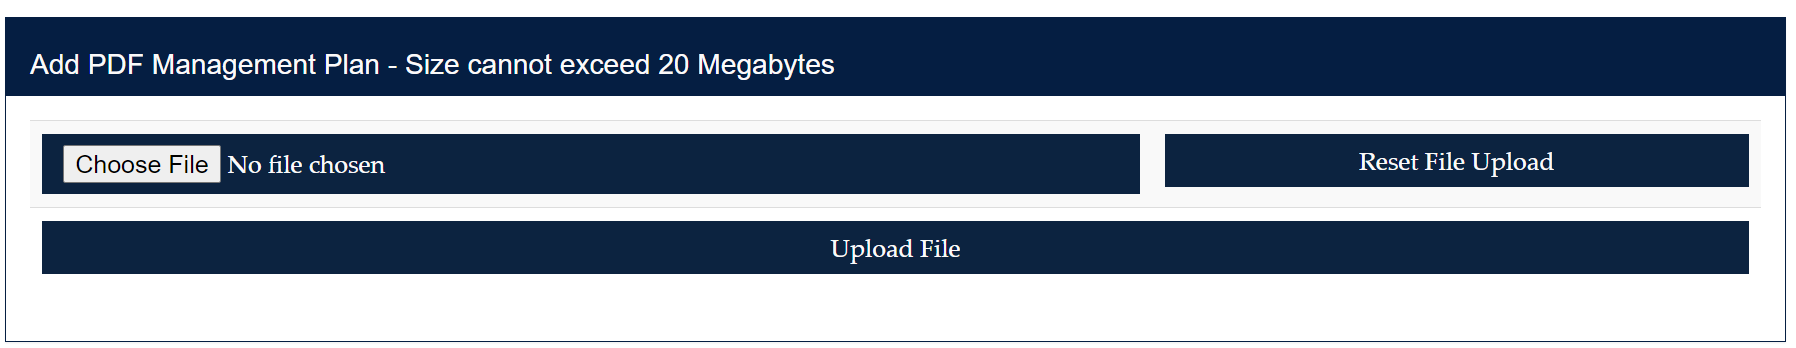 Add PDF Management Plan - Size cannot exceed 20 Megabytes
Choose File No file chosen
Reset File Upload
Upload File